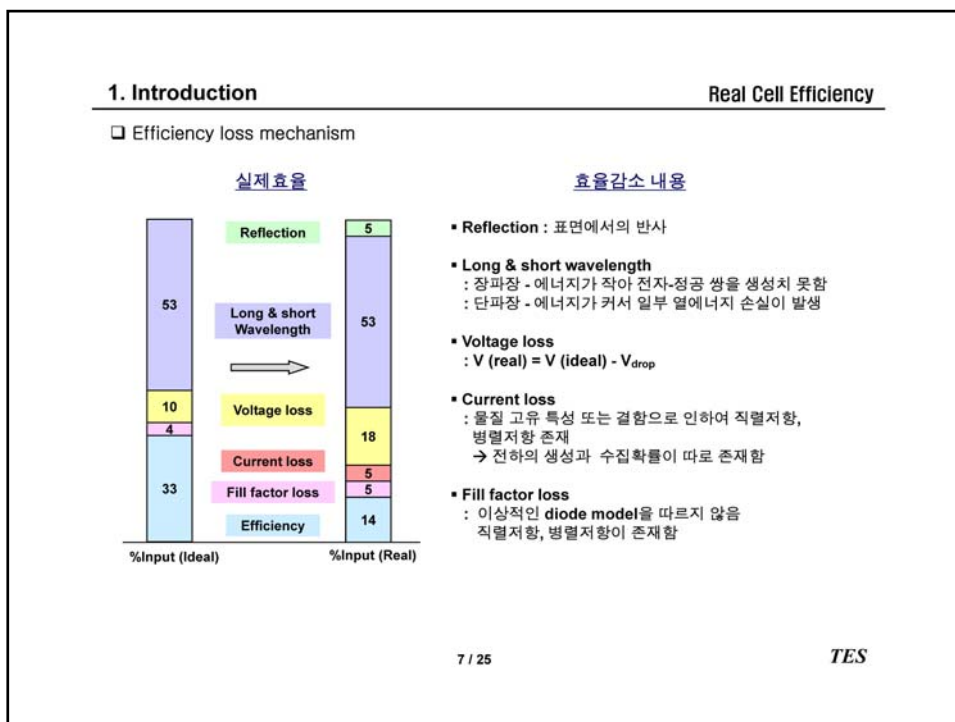 1. Introduction
Real Cell Efficiency
❑ Efficiency loss mechanism
실제효율
53
10
4
33
%Input (Ideal)
Reflection
Long & short
Wavelength
Voltage loss
Current loss
Fill factor loss
Efficiency
5
53
18
5
5
14
%Input (Real)
효율감소 내용
▪ Reflection : 표면에서의 반사
▪ Long & short wavelength
: 장파장 - 에너지가 작아 전자-정공 쌍을 생성치 못함
: 단파장 - 에너지가 커서 일부 열에너지 손실이 발생
▪ Voltage loss
: V (real) = V (ideal) - Vdrop
▪ Current loss
: 물질 고유 특성 또는 결함으로 인하여 직렬저항,
병렬저항 존재
→ 전하의 생성과 수집확률이 따로 존재함
▪ Fill factor loss
: 이상적인 diode model을 따르지 않음
직렬저항, 병렬저항이 존재함
7 / 25
TES